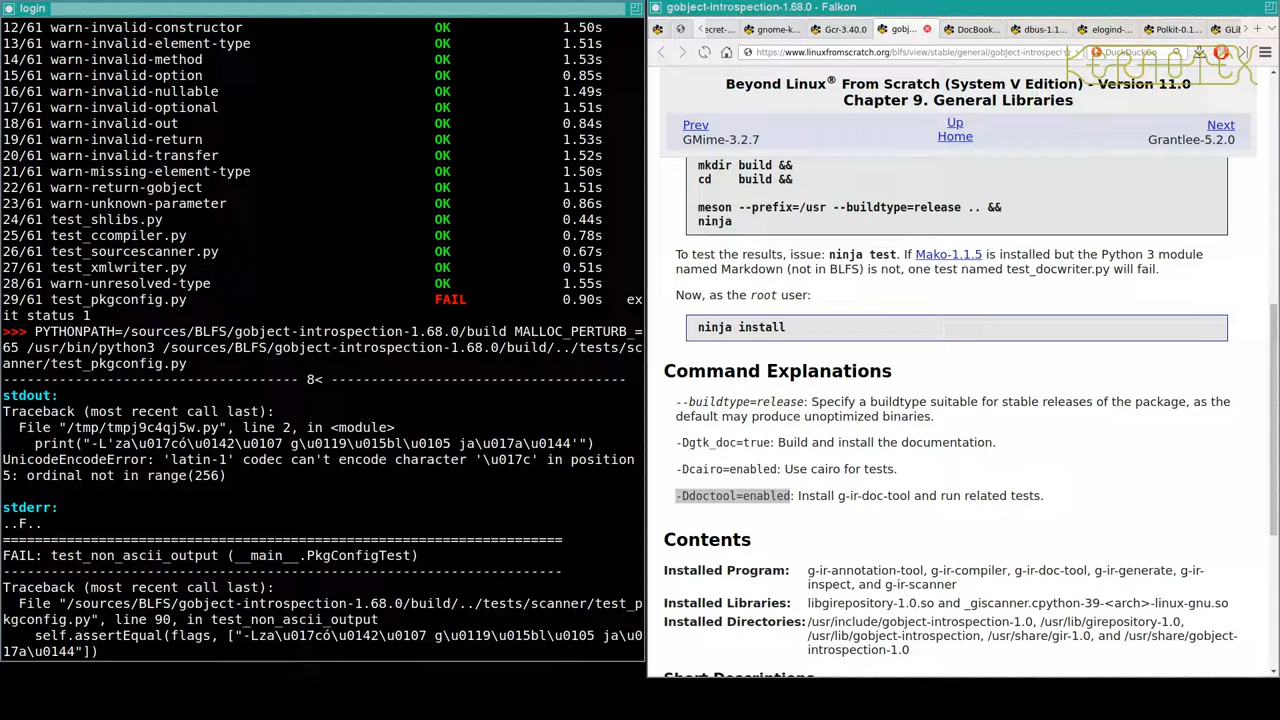 login
12/61 warn-invalid-constructor OK 1.50s
13/61 warn-invalid-element-type OK 1.51s
14/61 warn-invalid-method OK 1.53s
15/61 warn-invalid-option OK 0.85s
16/61 warn-invalid-nullable OK 1.49s
17/61 warn-invalid-optional OK 1.51s
18/61 warn-invalid-out OK 0.84s
19/61 warn-invalid-return OK 1.53s
20/61 warn-invalid-transfer OK 1.52s
21/61 warn-missing-element-type OK 1.50s
22/61 warn-return-gobject OK 1.51s
23/61 warn-unknown-parameter OK 0.86s
24/61 test_shlibs.py OK 0.44s
25/61 test_ccompiler.py OK 0.78s
26/61 test_sourcescanner.py OK 0.67s
27/61 test_xmlwriter.py OK 0.51s
28/61 warn-unresolved-type OK 1.55s
29/61 test_pkgconfig.py FAIL 0.90s ex
it status 1
>>> PYTHONPATH=/sources/BLFS/gobject-introspection-1.68.0/build MALLOC_PERTURB_=
65 /usr/bin/python3 /sources/BLFS/gobject-introspection-1.68.0/build/../tests/sc
anner/test_pkgconfig.py
----------------------------------- 8< -------------------------------------
stdout:
Traceback (most recent call last):
File "/tmp/tmpj9c4qj5w.py", line 2, in <module>
print("-L'za\u017có\u0142\u0107 g\u0119\u015bl\u0105 ja\u017a\u0144'")
UnicodeEncodeError: 'latin-1' codec can't encode character '\u017c' in position
5: ordinal not in range(256)
stderr:
..F..
======================================================================
FAIL: test_non_ascii_output (__main__.PkgConfigTest)
----------------------------------------------------------------------
Traceback (most recent call last):
File "/sources/BLFS/gobject-introspection-1.68.0/build/../tests/scanner/test_p
kgconfig.py", line 90, in test_non_ascii_output
self.assertEqual(flags, ["-Lza\u017có\u0142\u0107 g\u0119\u015bl\u0105 ja\u0
17a\u0144"])
gobject-introspection-1.68.0 - Falkon
ecret- gnome-k... Gcr-3.40.0 gobj... DocBook... dbus-1.1... elogind-... Polkit-0.1... GLib
https://www.linuxfromscratch.org/blfs/view/stable/general/gobject-introspect DuckDuckGo
KERNOTEX
Beyond Linux® From Scratch (System V Edition) - Version 11.0
Chapter 9. General Libraries
Prev Up Next
GMime-3.2.7 Home Grantlee-5.2.0
mkdir build &&
cd build &&
meson --prefix=/usr --buildtype=release .. &&
ninja
To test the results, issue: ninja test. If Mako-1.1.5 is installed but the Python 3 module
named Markdown (not in BLFS) is not, one test named test_docwriter.py will fail.
Now, as the root user:
ninja install
Command Explanations
--buildtype=release: Specify a buildtype suitable for stable releases of the package, as the
default may produce unoptimized binaries.
-Dgtk_doc=true: Build and install the documentation.
-Dcairo=enabled: Use cairo for tests.
-Ddoctool=enabled: Install g-ir-doc-tool and run related tests.
Contents
Installed Program: g-ir-annotation-tool, g-ir-compiler, g-ir-doc-tool, g-ir-generate, g-ir-
inspect, and g-ir-scanner
Installed Libraries: libgirepository-1.0.so and _giscanner.cpython-39-<arch>-linux-gnu.so
Installed Directories: /usr/include/gobject-introspection-1.0, /usr/lib/girepository-1.0,
/usr/lib/gobject-introspection, /usr/share/gir-1.0, and /usr/share/gobject-
introspection-1.0
Short Descriptions